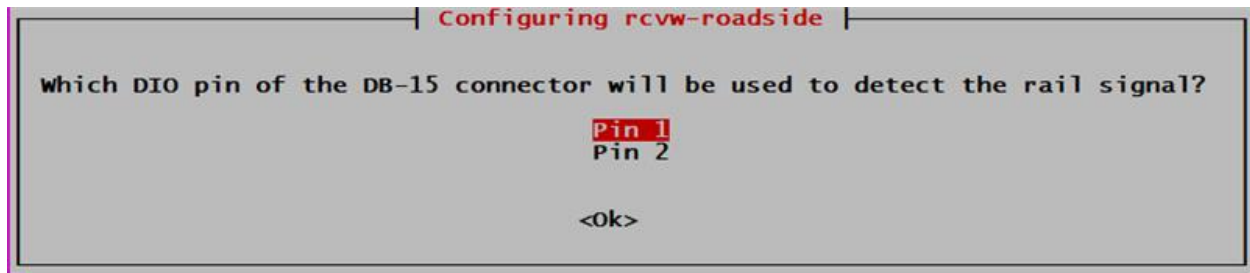 Configuring rcvw-roadside
Which DIO pin of the DB-15 connector will be used to detect the rail signal?
Pin 1
Pin 2
<Ok>